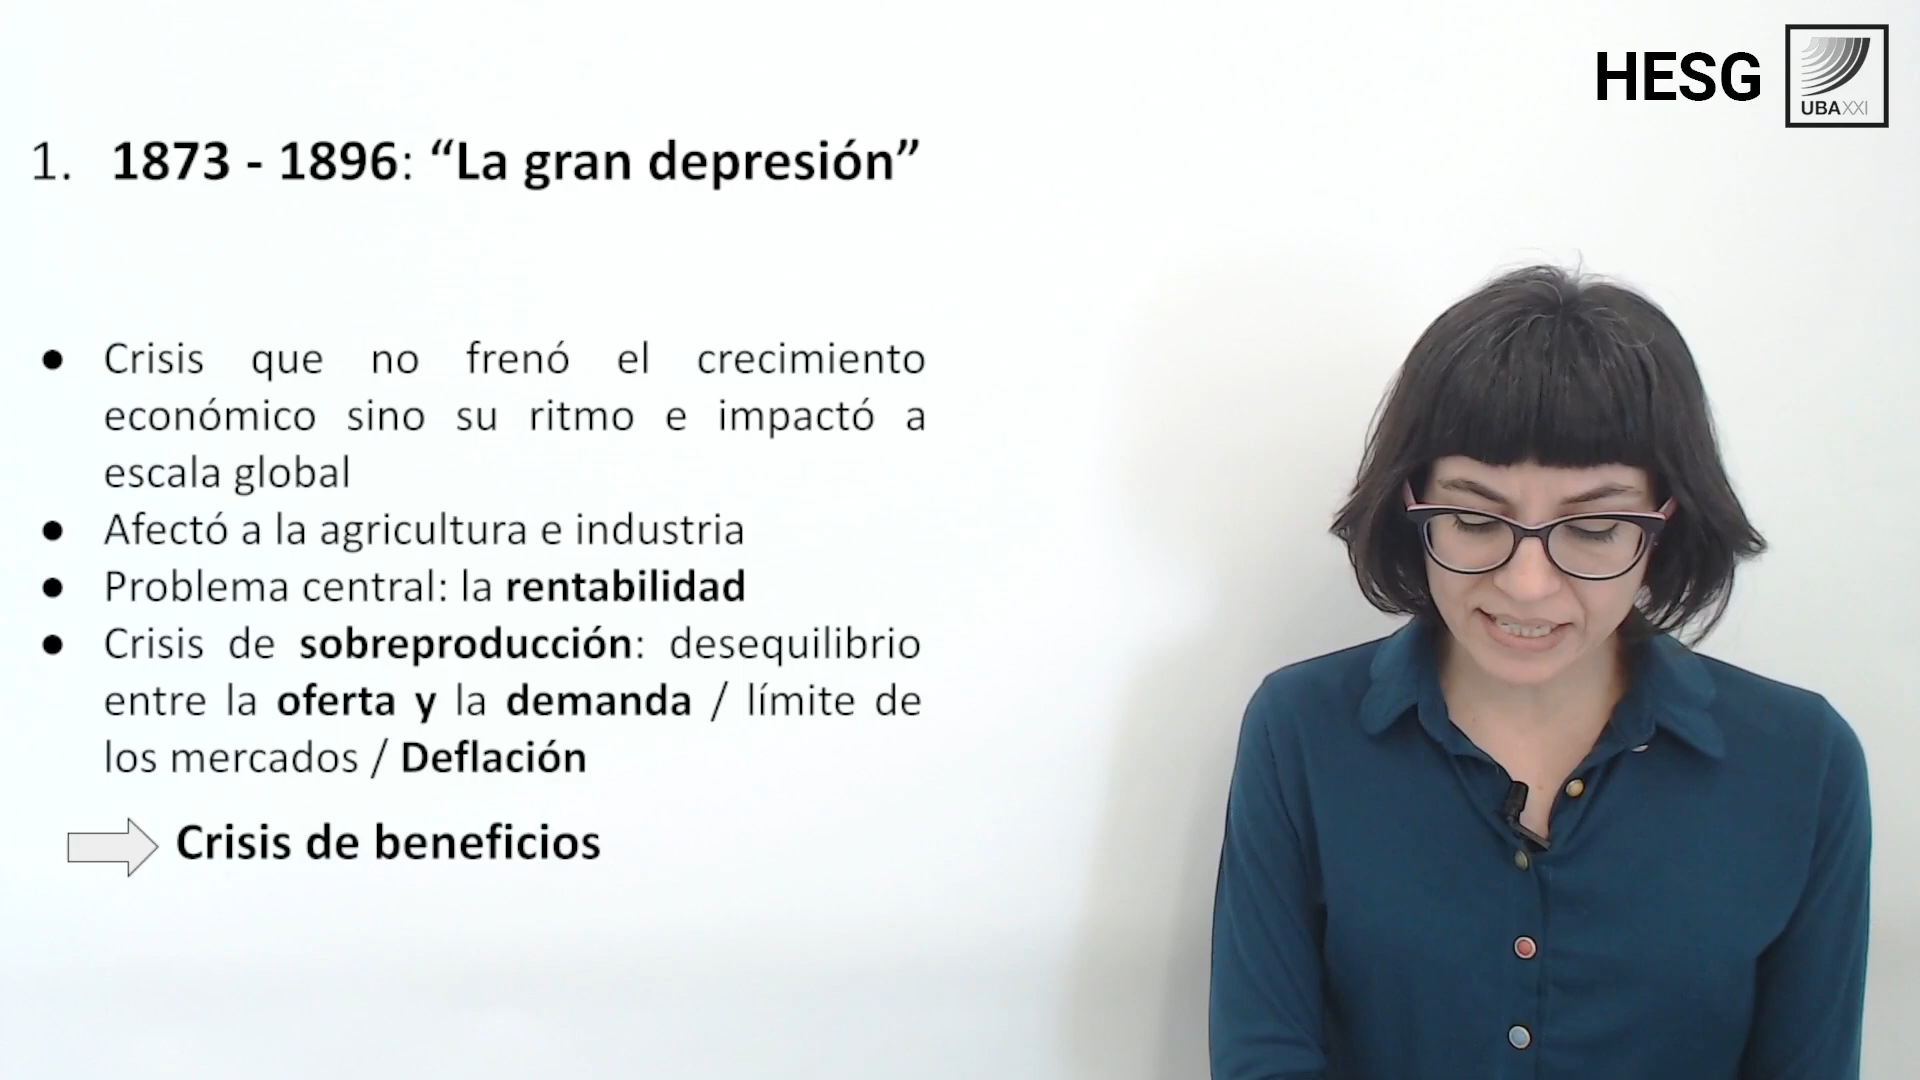 HESG
UBAXXI
1. 1873 - 1896: “La gran depresión”
● Crisis que no frenó el crecimiento
económico sino su ritmo e impactó a
escala global
● Afectó a la agricultura e industria
● Problema central: la rentabilidad
● Crisis de sobreproducción: desequilibrio
entre la oferta y la demanda / límite de
los mercados / Deflación
Crisis de beneficios